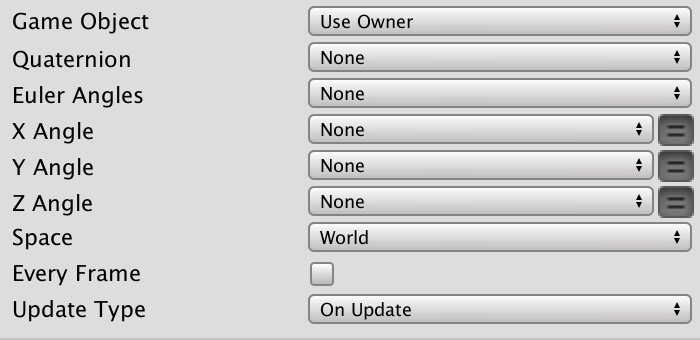 Game Object Use Owner
Quaternion None
Euler Angles None
X Angle None
Y Angle None
Z Angle None
Space World
Every Frame
Update Type On Update